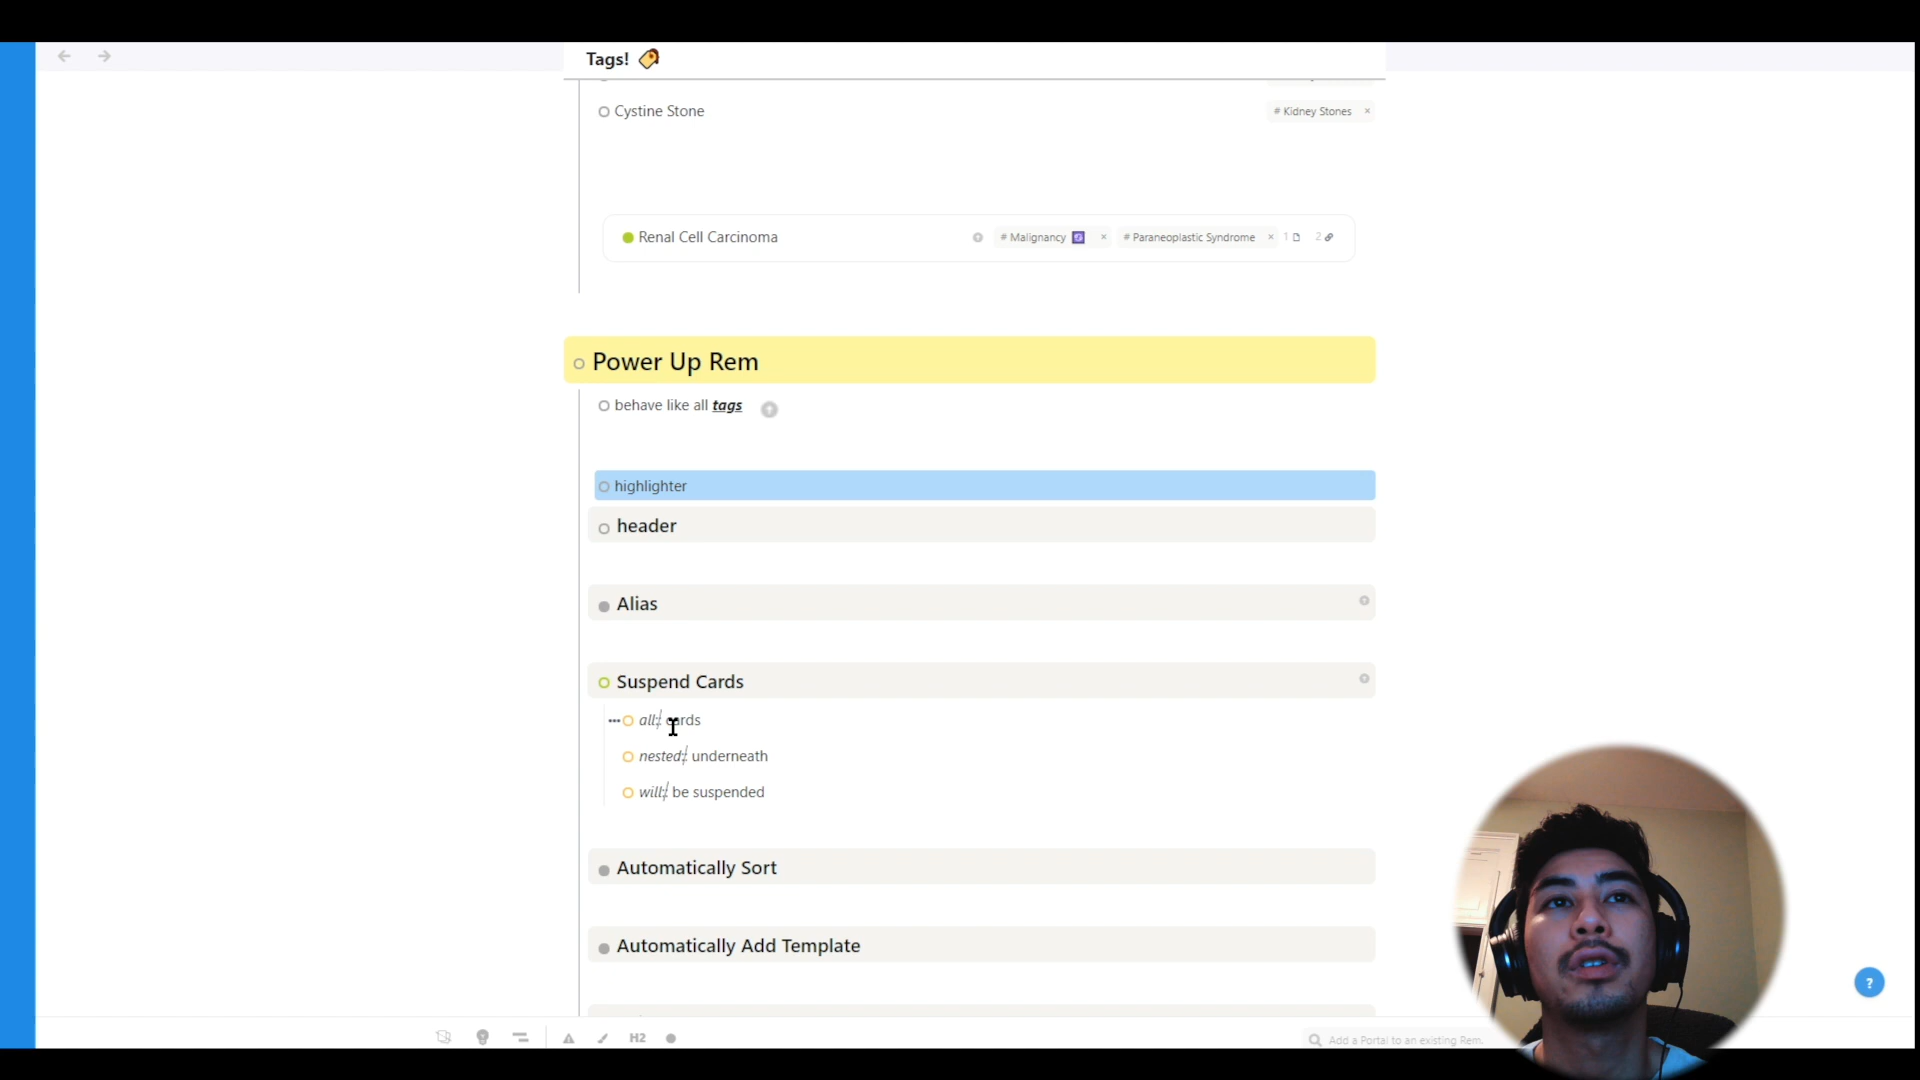 Tags!
Cystine Stone # Kidney Stones ×
Renal Cell Carcinoma # Malignancy × # Paraneoplastic Syndrome × 1 2
Power Up Rem
behave like all tags
highlighter
header
Alias
Suspend Cards
all: cards
nested: underneath
will: be suspended
Automatically Sort
Automatically Add Template
H2 Add a Portal to an existing Rem.
?